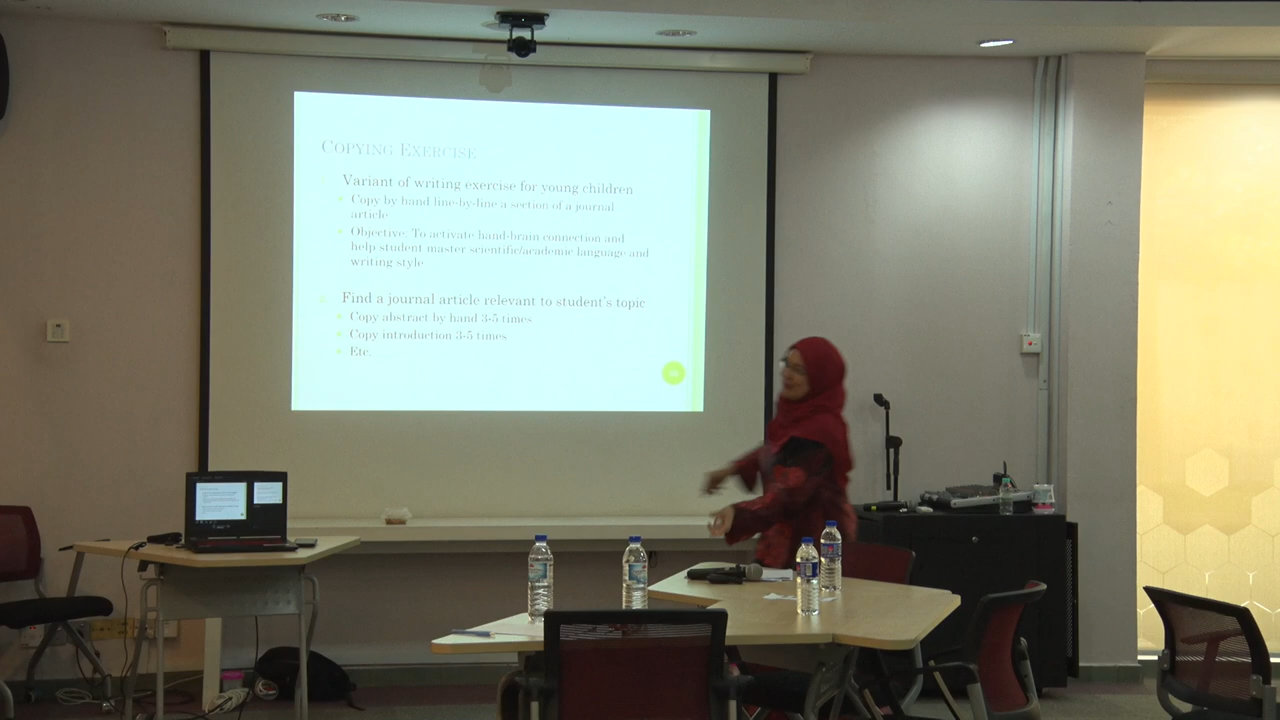 COPYING EXERCISE
Variant of writing exercise for young children
Copy by hand line-by-line a section of a journal
article
Objective: To activate hand-brain connection and
help student master scientific/academic language and
writing style
Find a journal article relevant to student's topic
Copy abstract by hand 3-5 times
Copy introduction 3-5 times
Etc.